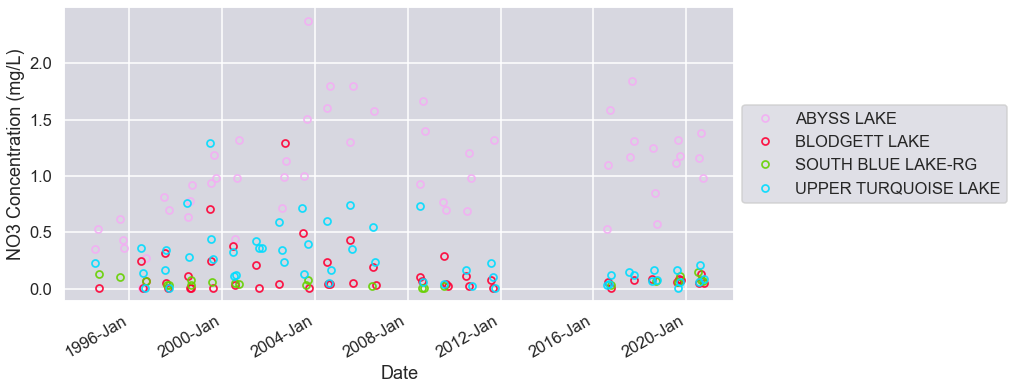 NO3 Concentration (mg/L)
2.0
1.5
1.0
0.5
0.0
1996-Jan
2000-Jan
2004-Jan
2008-Jan
2012-Jan
2016-Jan
2020-Jan
Date
ABYSS LAKE
BLODGETT LAKE
SOUTH BLUE LAKE-RG
UPPER TURQUOISE LAKE